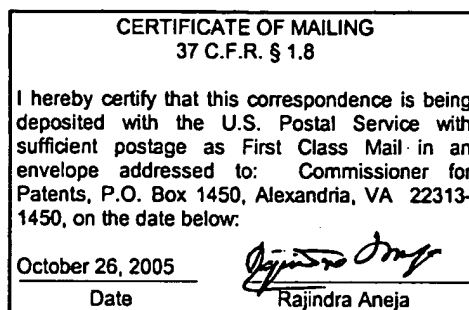 CERTIFICATE OF MAILING
37 C.F.R. § 1.8
I hereby certify that this correspondence is being
deposited with the U.S. Postal Service with
sufficient postage as First Class Mail in an
envelope addressed to: Commissioner for
Patents, P.O. Box 1450, Alexandria, VA 22313-
1450, on the date below:
October 26, 2005
Date
Rajindra Aneja